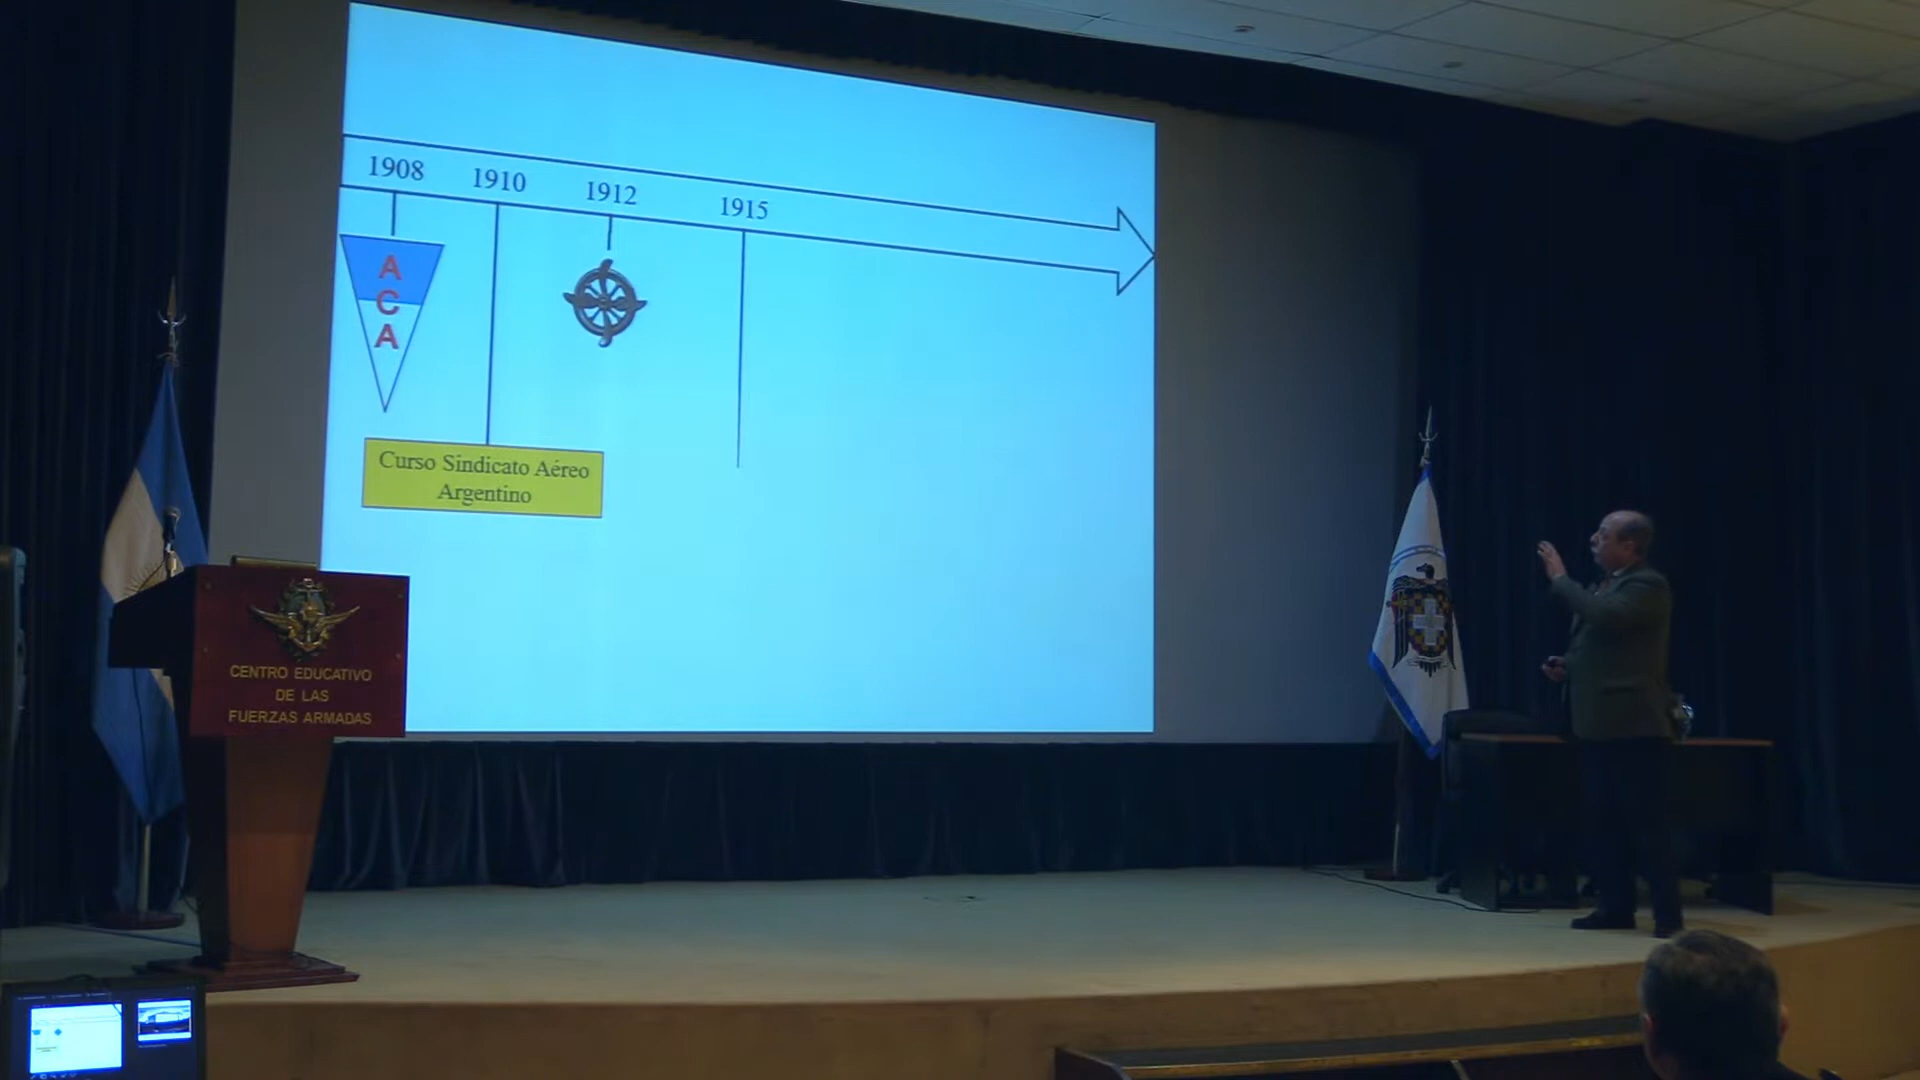 1908
1910
1912
1915
A
C
A
Curso Sindicato Aéreo
Argentino
CENTRO EDUCATIVO
DE LAS
FUERZAS ARMADAS